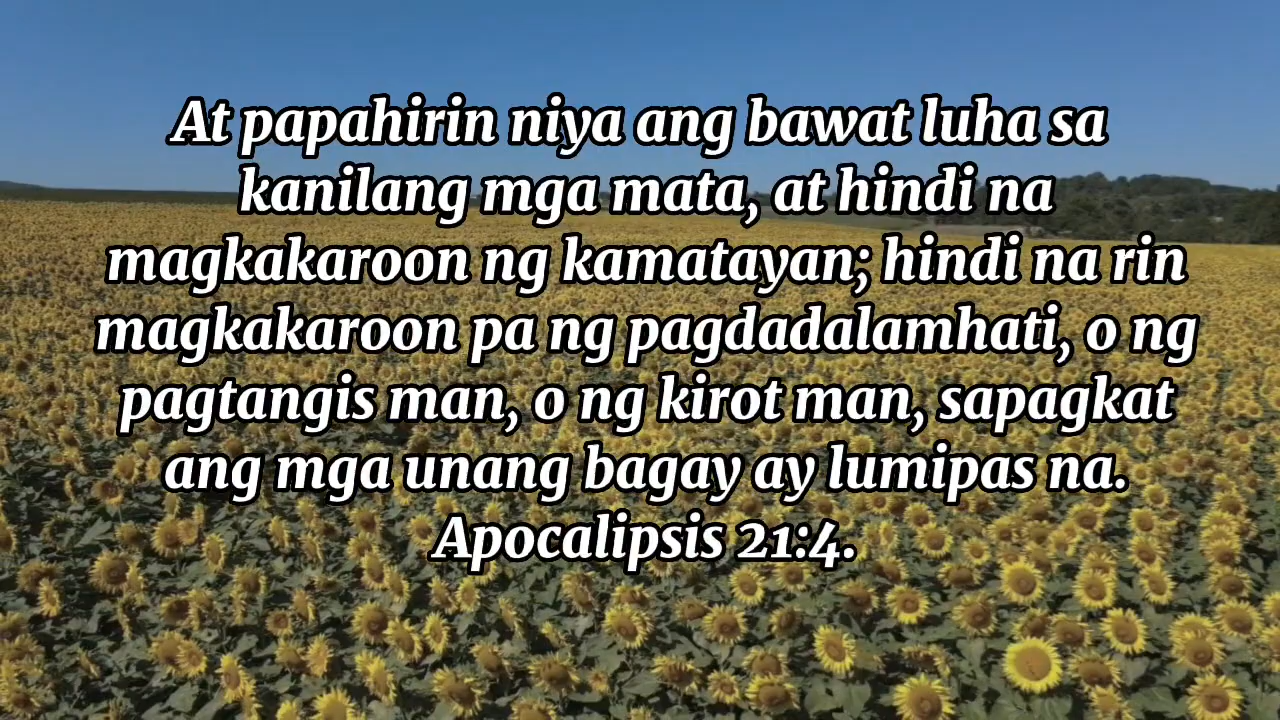 At papahirin niya ang bawat luha sa
kanilang mga mata, at hindi na
magkakaroon ng kamatayan; hindi na rin
magkakaroon pa ng pagdadalamhati, o ng
pagtangis man, o ng kirot man, sapagkat
ang mga unang bagay ay lumipas na.
Apocalipsis 21:4.